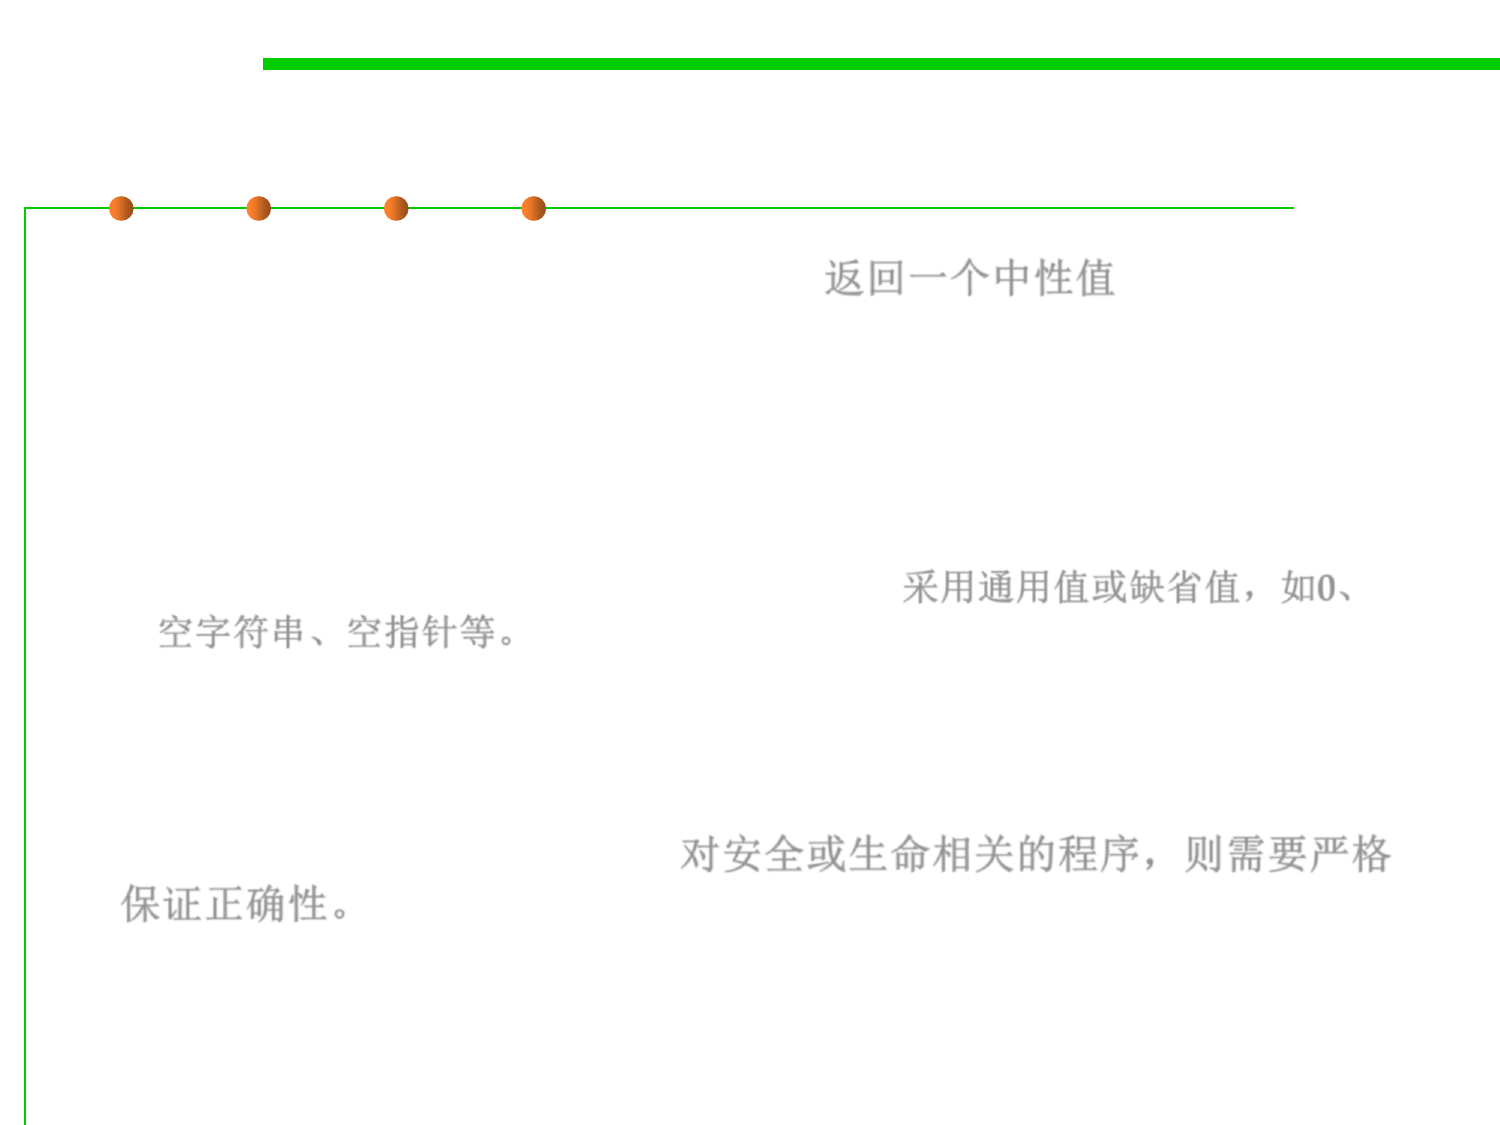 返回一个中性值
采用通用值或缺省值，如0、
空字符串、空指针等。
对安全或生命相关的程序，则需要严格
保证正确性。